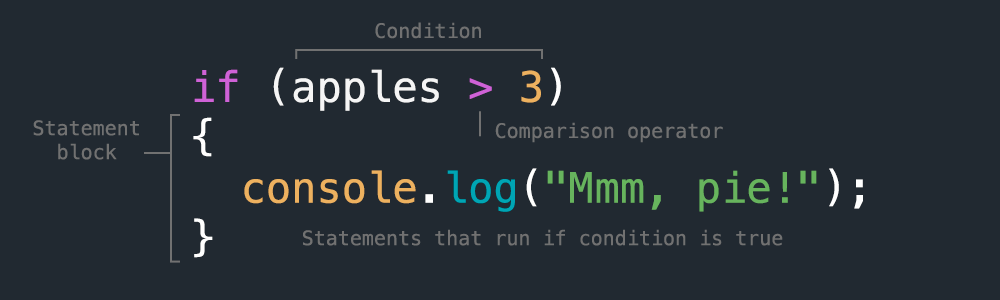 Condition
if (apples > 3)
Statement
block
{
Comparison operator
console.log("Mmm, pie!");
}
Statements that run if condition is true